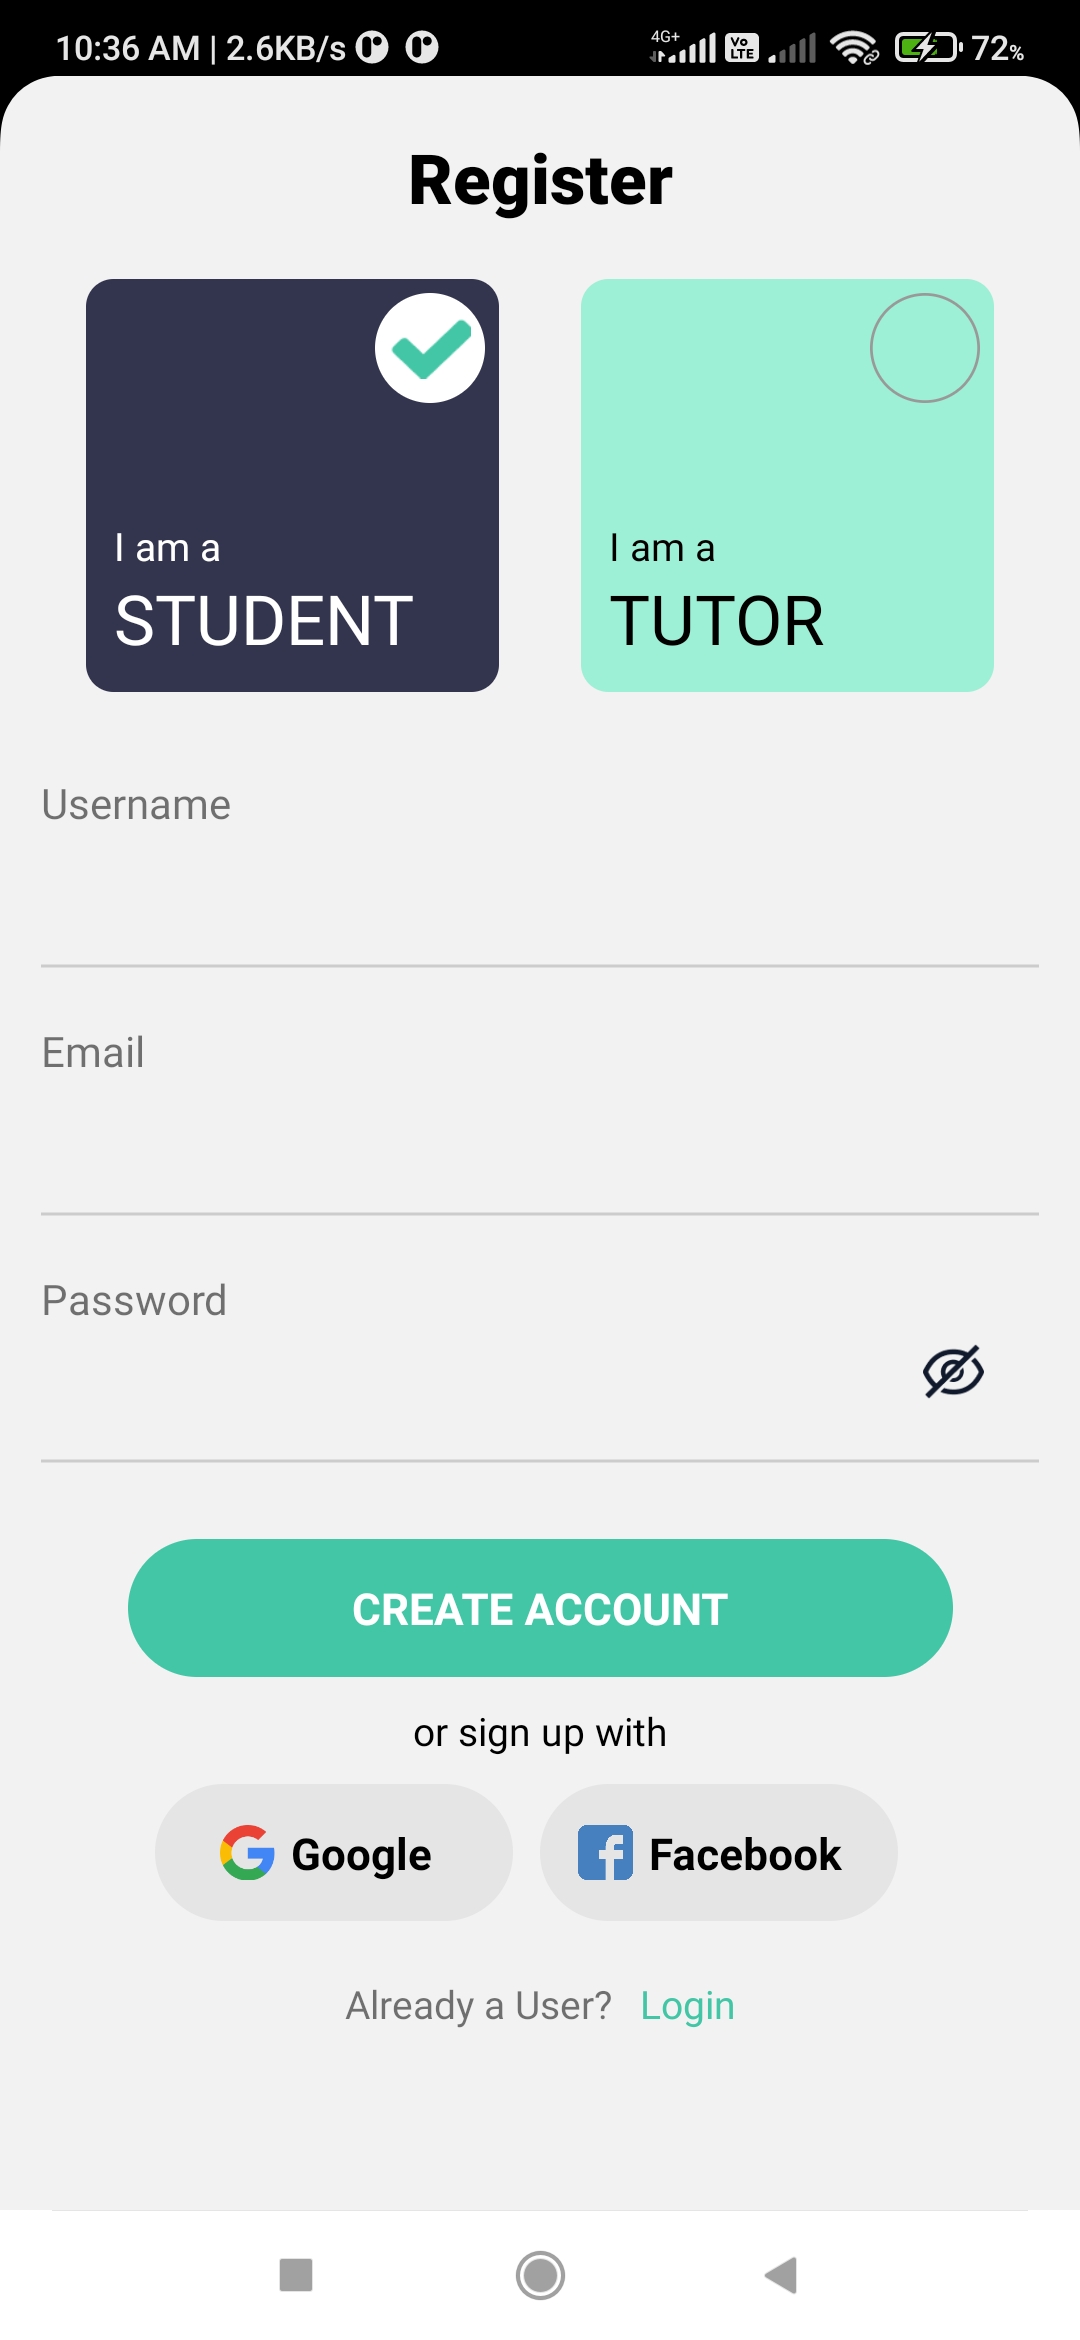 10:36 AM | 2.6KB/s
4G+ Vo LTE 72%
Register
I am a
STUDENT
I am a
TUTOR
Username
Email
Password
CREATE ACCOUNT
or sign up with
Google
Facebook
Already a User? Login